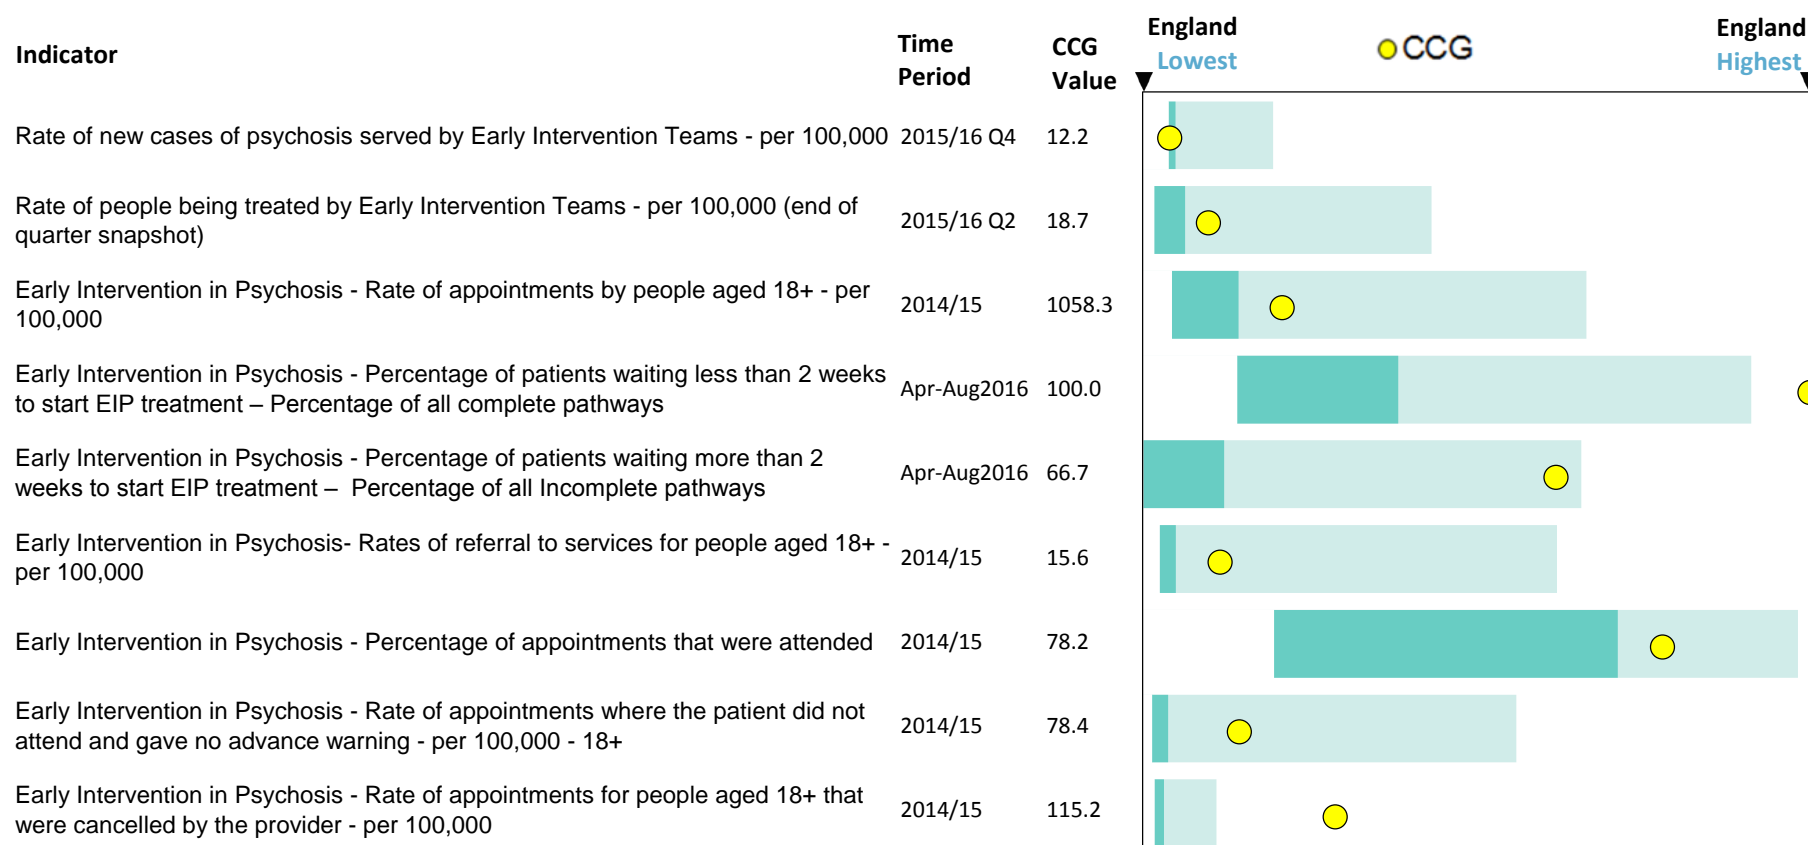 Indicator
Time Period
CCG Value
England Lowest
CCG
England Highest
Rate of new cases of psychosis served by Early Intervention Teams - per 100,000 2015/16 Q4 12.2
Rate of people being treated by Early Intervention Teams - per 100,000 (end of
quarter snapshot) 2015/16 Q2 18.7
Early Intervention in Psychosis - Rate of appointments by people aged 18+ - per
100,000 2014/15 1058.3
Early Intervention in Psychosis - Percentage of patients waiting less than 2 weeks
to start EIP treatment – Percentage of all complete pathways Apr-Aug2016 100.0
Early Intervention in Psychosis - Percentage of patients waiting more than 2
weeks to start EIP treatment – Percentage of all Incomplete pathways Apr-Aug2016 66.7
Early Intervention in Psychosis- Rates of referral to services for people aged 18+ -
per 100,000 2014/15 15.6
Early Intervention in Psychosis - Percentage of appointments that were attended 2014/15 78.2
Early Intervention in Psychosis - Rate of appointments where the patient did not
attend and gave no advance warning - per 100,000 - 18+ 2014/15 78.4
Early Intervention in Psychosis - Rate of appointments for people aged 18+ that
were cancelled by the provider - per 100,000 2014/15 115.2